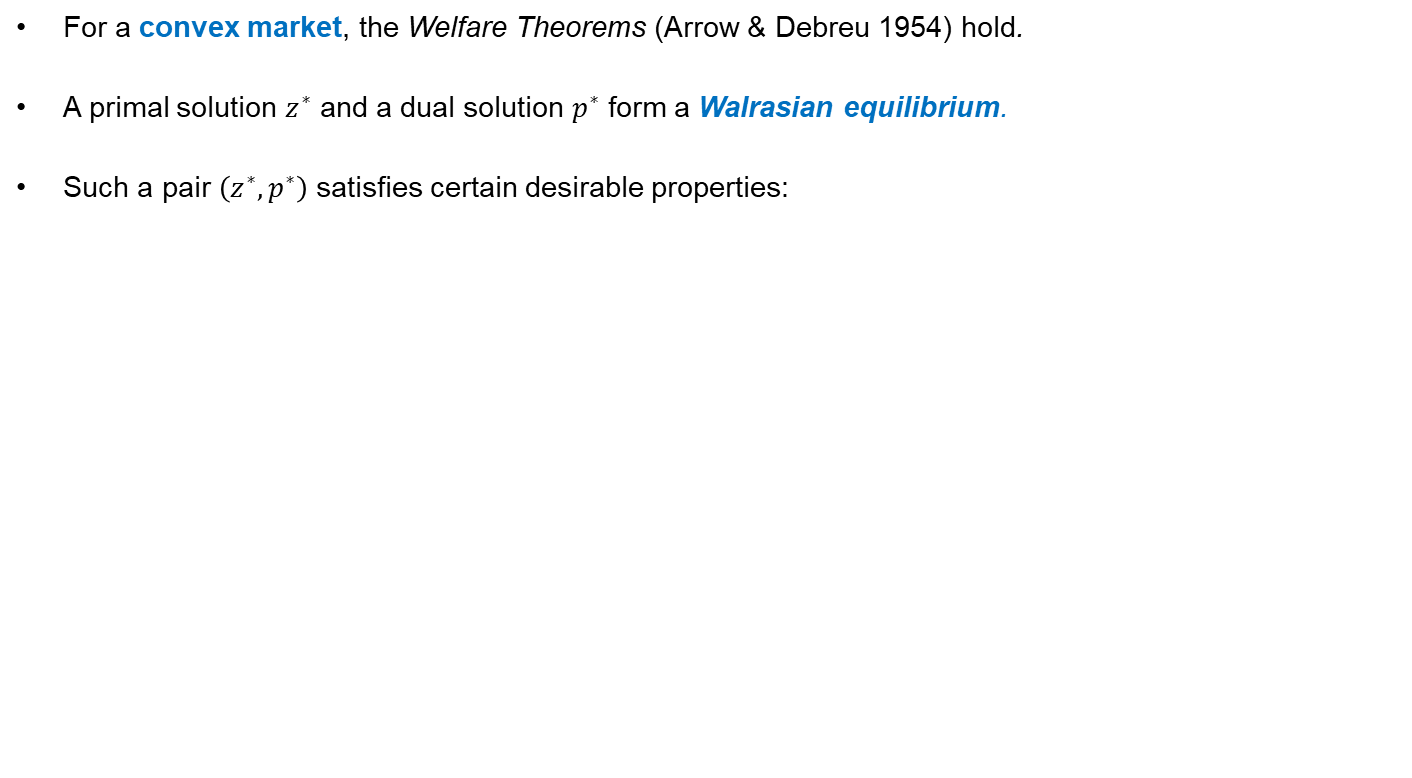 • For a convex market, the Welfare Theorems (Arrow & Debreu 1954) hold.
• A primal solution z* and a dual solution p* form a Walrasian equilibrium.
• Such a pair (z*, p*) satisfies certain desirable properties: